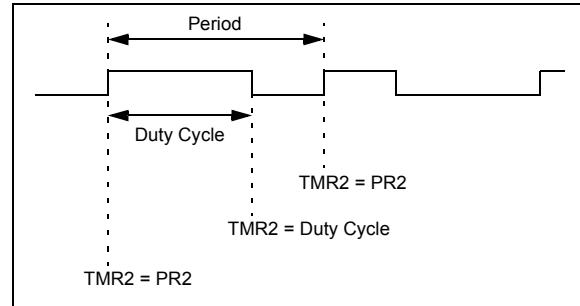 Period
Duty Cycle
TMR2 = PR2
TMR2 = Duty Cycle
TMR2 = PR2